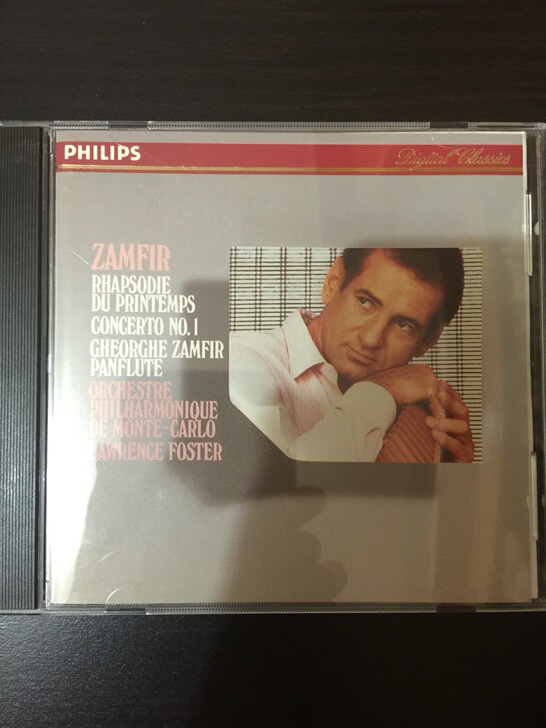 PHILIPS
Digital Classics
ZAMFIR
RHAPSODIE
DU PRINTEMPS
CONCERTO NO. 1
GHEORGHE ZAMFIR
PANFLUTE
ORCHESTRE
PHILHARMONIQUE
DE MONTE-CARLO
LAWRENCE FOSTER